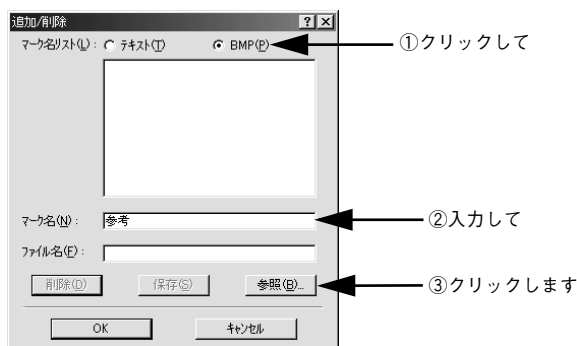 追加/削除
マーク名リスト(L): テキスト(T) BMP(P) ①クリックして
マーク名(N): 参考 ②入力して
ファイル名(F):
削除(D) 保存(S) 参照(B)... ③クリックします
OK キャンセル